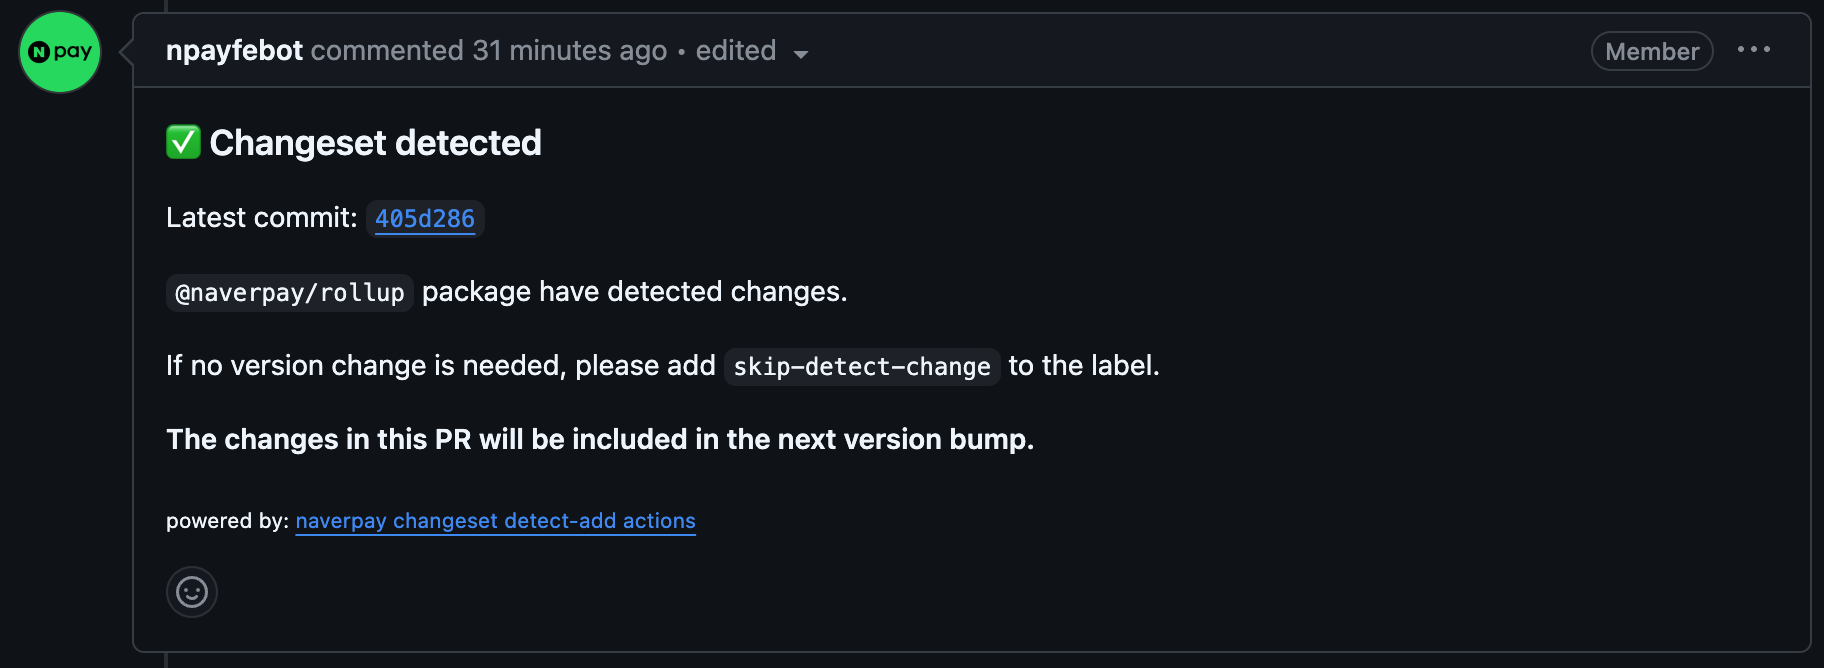 N pay
npayfebot commented 31 minutes ago • edited
Member
Changeset detected
Latest commit: 405d286
@naverpay/rollup package have detected changes.
If no version change is needed, please add skip-detect-change to the label.
The changes in this PR will be included in the next version bump.
powered by: naverpay changeset detect-add actions